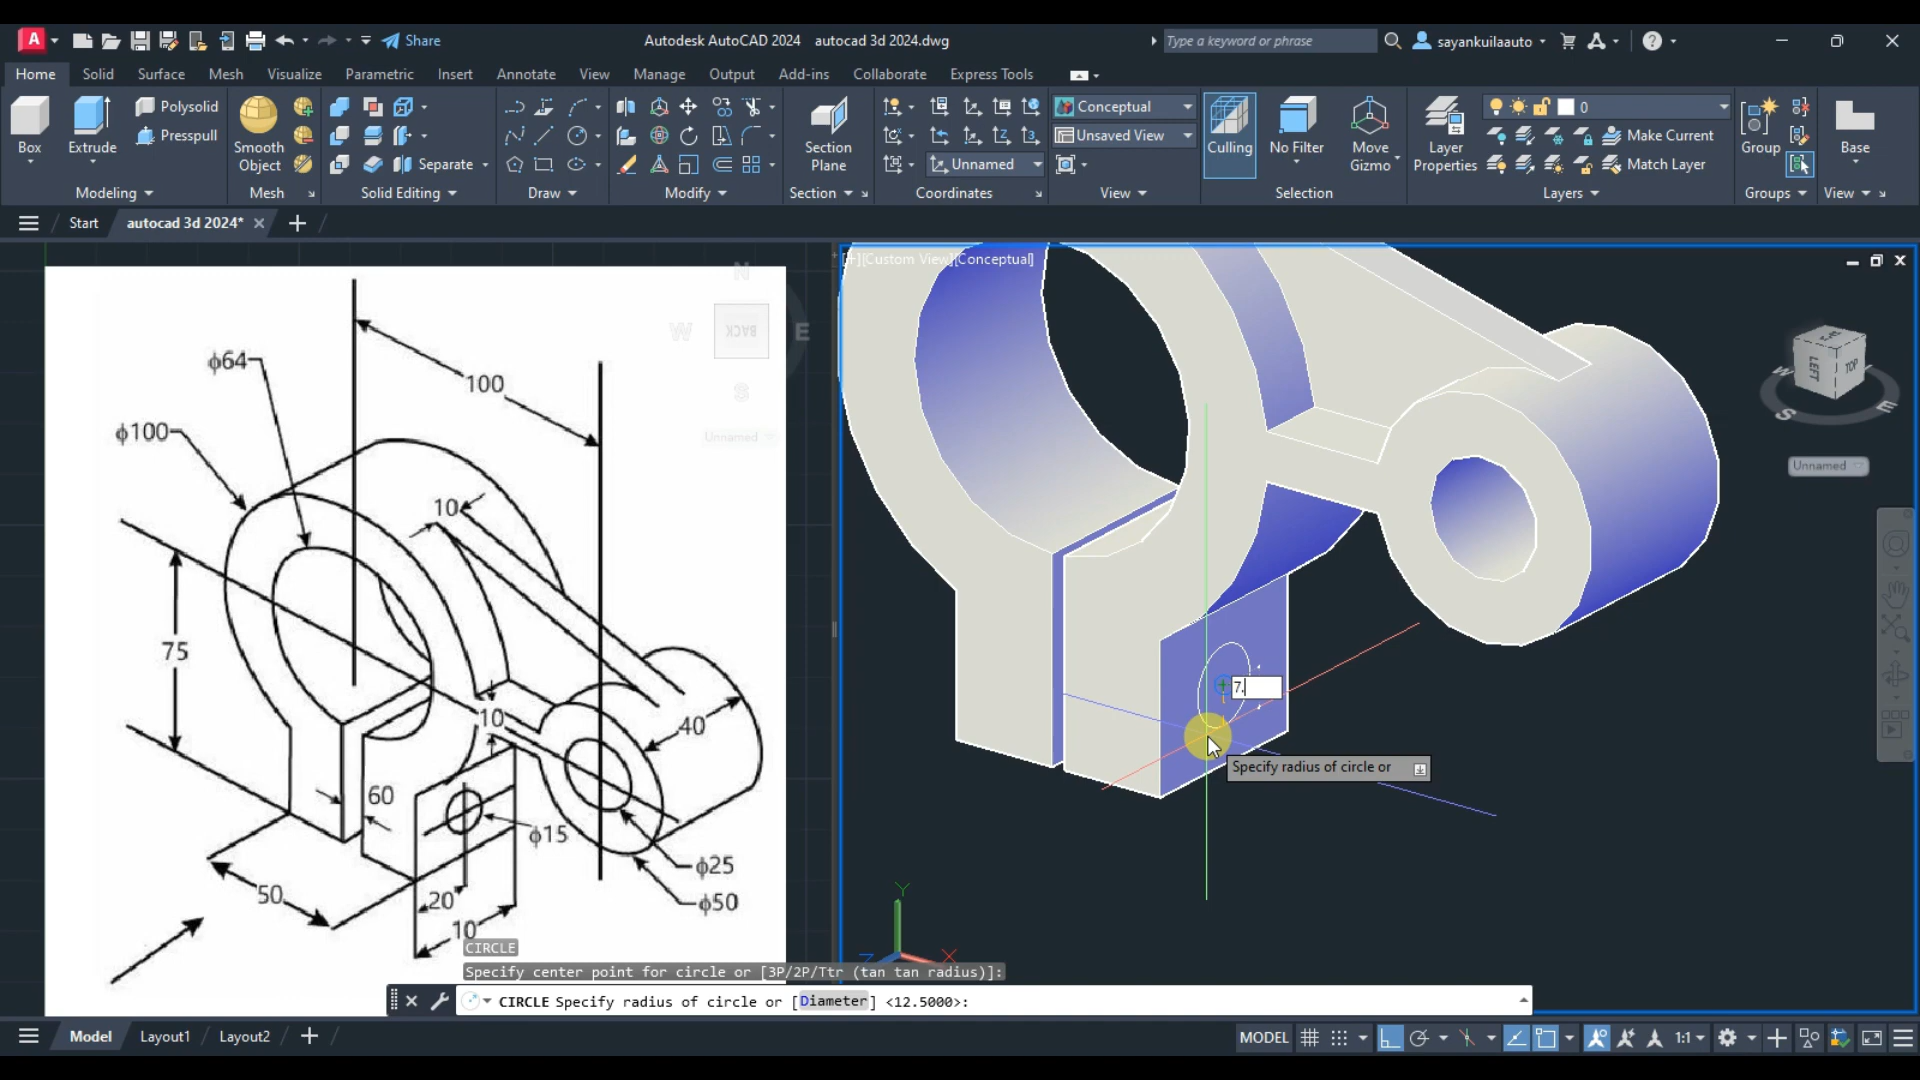 A
Share
Autodesk AutoCAD 2024 autocad 3d 2024.dwg
Type a keyword or phrase
sayankuilaauto
Home Solid Surface Mesh Visualize Parametric Insert Annotate View Manage Output Add-ins Collaborate Express Tools
Box
Extrude
Polysolid
Presspull
Smooth Object
Separate
Section Plane
Unnamed
Conceptual
Unsaved View
Culling
No Filter
Move Gizmo
Layer Properties
0
Make Current
Match Layer
Group
Base
Modeling
Mesh
Solid Editing
Draw
Modify
Section
Coordinates
View
Selection
Layers
Groups
View
Start
autocad 3d 2024*
[+][Custom View][Conceptual]
N
W
BACK
E
S
Unnamed
ϕ64
100
ϕ100
10
75
10
40
60
ϕ15
ϕ25
50
20
ϕ50
10
LEFT
TOP
W
S
E
Unnamed
7.
Specify radius of circle or
Y
X
Z
CIRCLE
Specify center point for circle or [3P/2P/Ttr (tan tan radius)]:
CIRCLE Specify radius of circle or [Diameter] <12.5000>:
Model Layout1 Layout2
MODEL
1:1